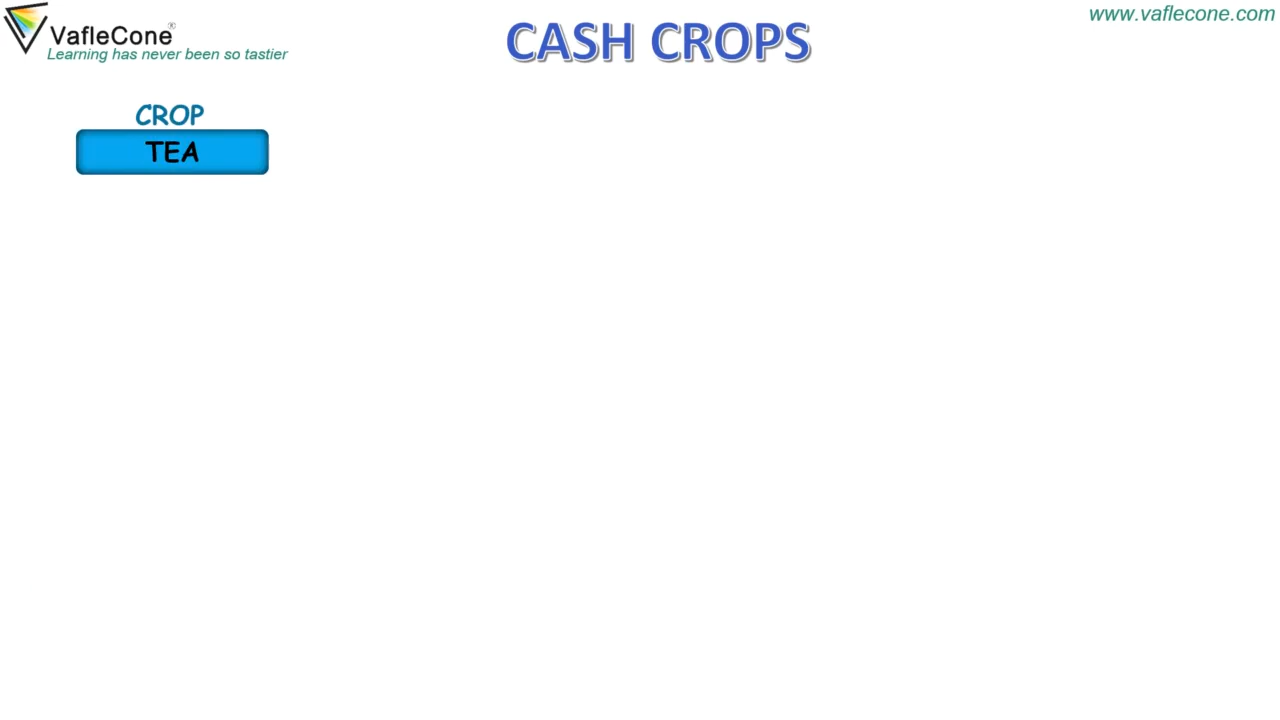 VafleCone®
Learning has never been so tastier
CASH CROPS
www.vaflecone.com
CROP
TEA